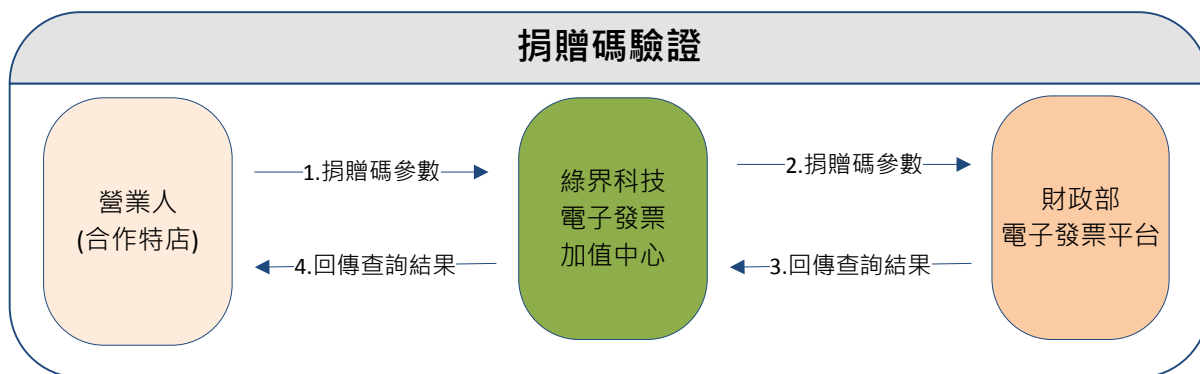 捐贈碼驗證
營業人
(合作特店)
1.捐贈碼參數
4.回傳查詢結果
綠界科技
電子發票
加值中心
2.捐贈碼參數
3.回傳查詢結果
財政部
電子發票平台